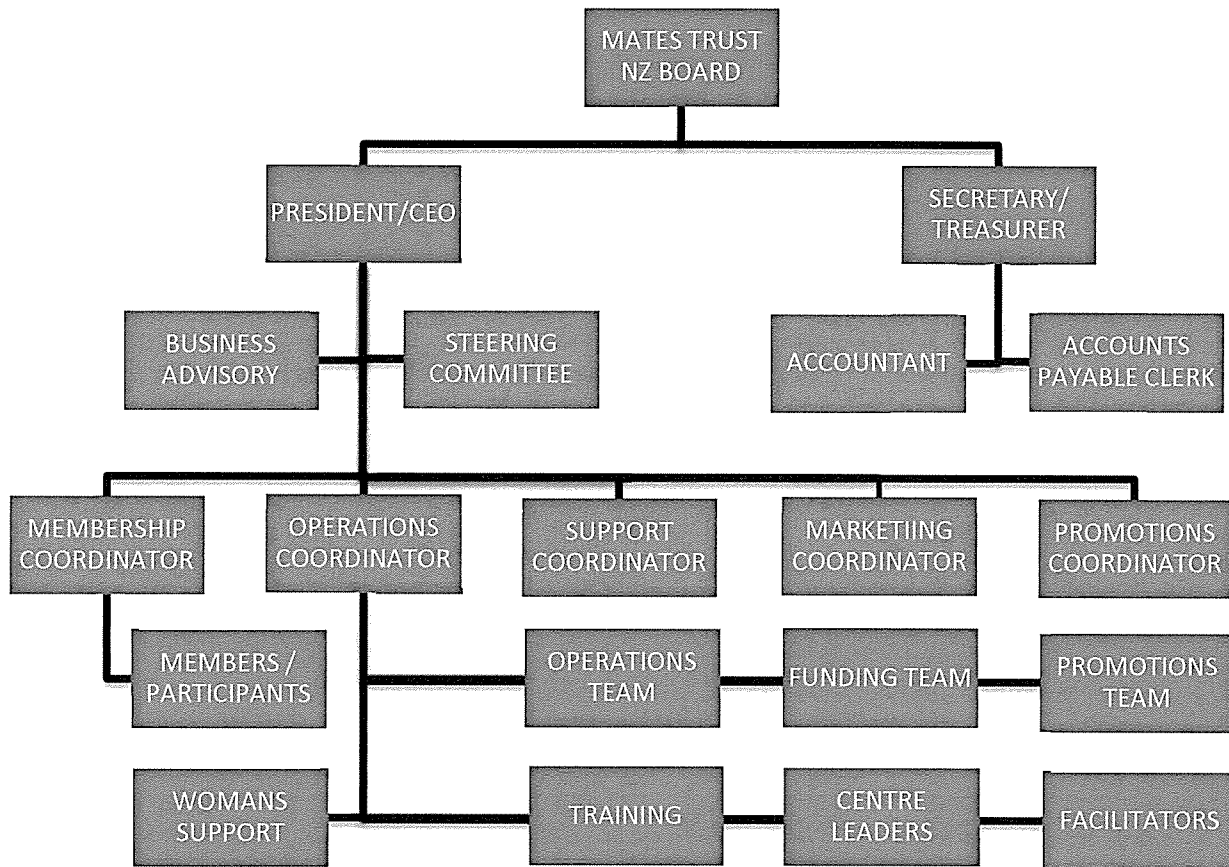 MATES TRUST
NZ BOARD
PRESIDENT/CEO
SECRETARY/
TREASURER
BUSINESS
ADVISORY
STEERING
COMMITTEE
ACCOUNTANT
ACCOUNTS
PAYABLE CLERK
MEMBERSHIP
COORDINATOR
OPERATIONS
COORDINATOR
SUPPORT
COORDINATOR
MARKETIING
COORDINATOR
PROMOTIONS
COORDINATOR
MEMBERS /
PARTICIPANTS
OPERATIONS
TEAM
FUNDING TEAM
PROMOTIONS
TEAM
WOMANS
SUPPORT
TRAINING
CENTRE
LEADERS
FACILITATORS